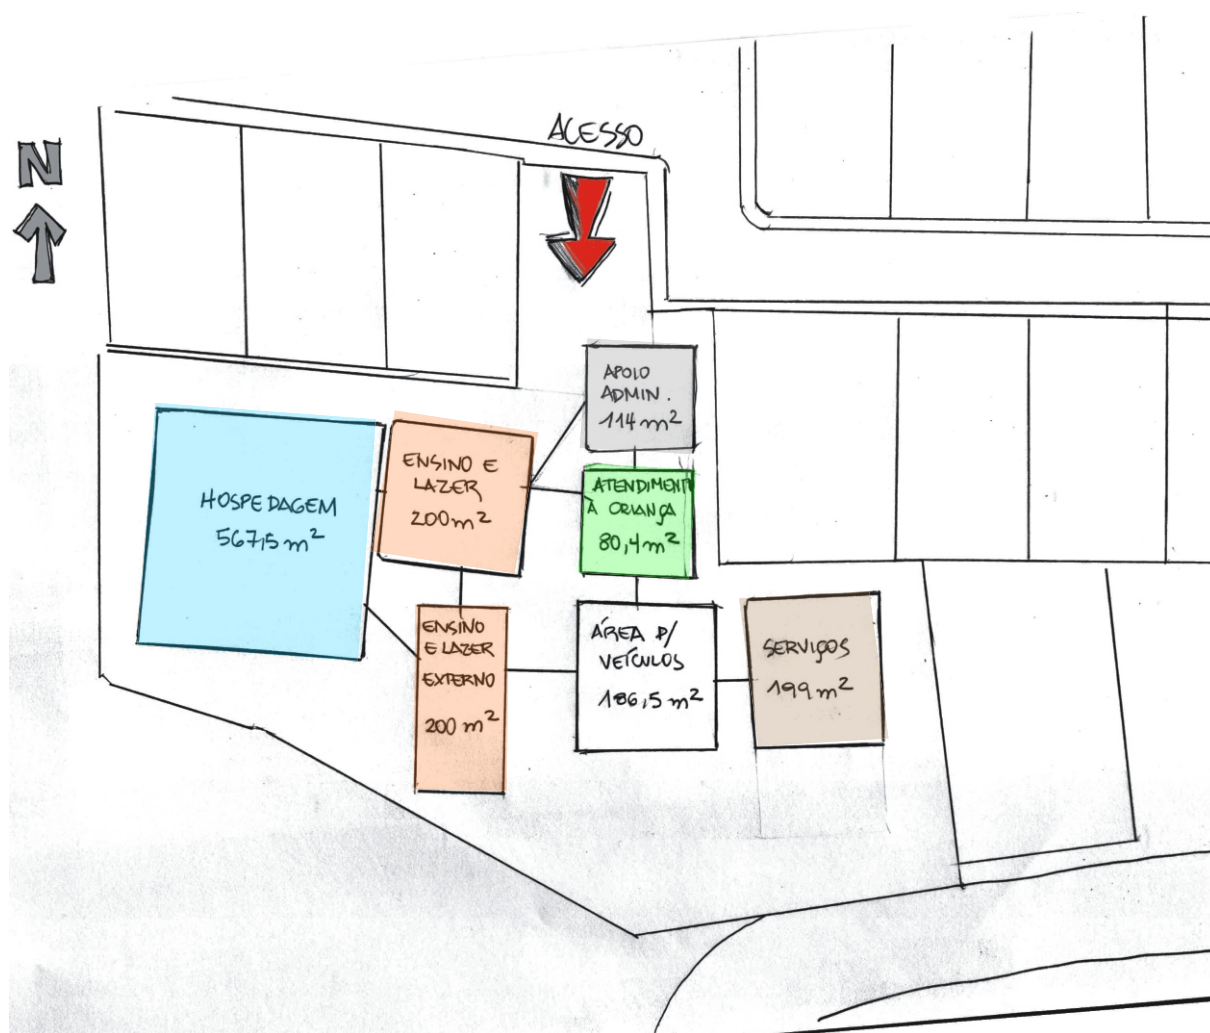 ACESSO
N
APOIO
ADMIN.
114 m²
ENSINO E
LAZER
200 m²
ATENDIMENTO
À CRIANÇA
80,4 m²
HOSPEDAGEM
567,5 m²
ENSINO
E LAZER
EXTERNO
200 m²
ÁREA P/
VEÍCULOS
186,5 m²
SERVIÇOS
199 m²